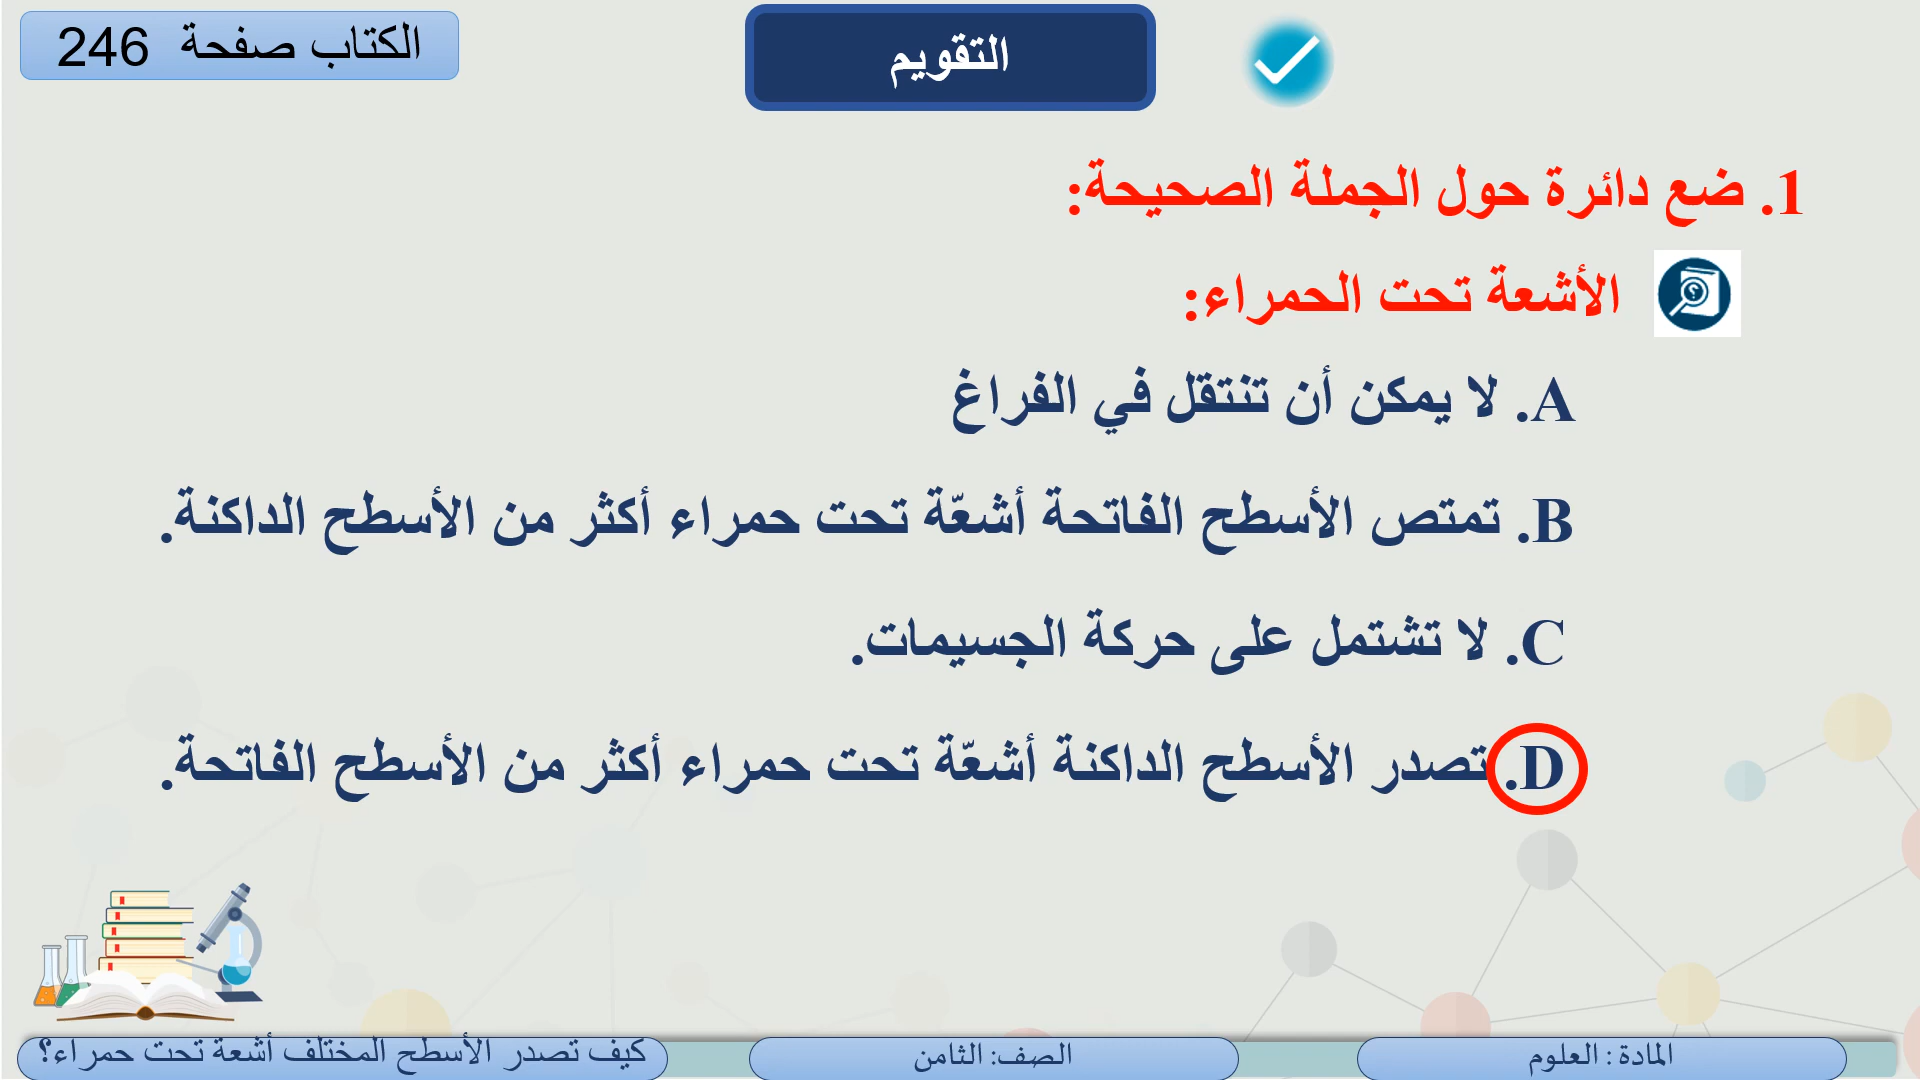 التقويم
الكتاب صفحة 246
1. ضع دائرة حول الجملة الصحيحة:
الأشعة تحت الحمراء:
A. لا يمكن أن تنتقل في الفراغ
B. تمتص الأسطح الفاتحة أشعّة تحت حمراء أكثر من الأسطح الداكنة.
C. لا تشتمل على حركة الجسيمات.
D. تصدر الأسطح الداكنة أشعّة تحت حمراء أكثر من الأسطح الفاتحة.
المادة : العلوم
الصف: الثامن
كيف تصدر الأسطح المختلف أشعة تحت حمراء؟